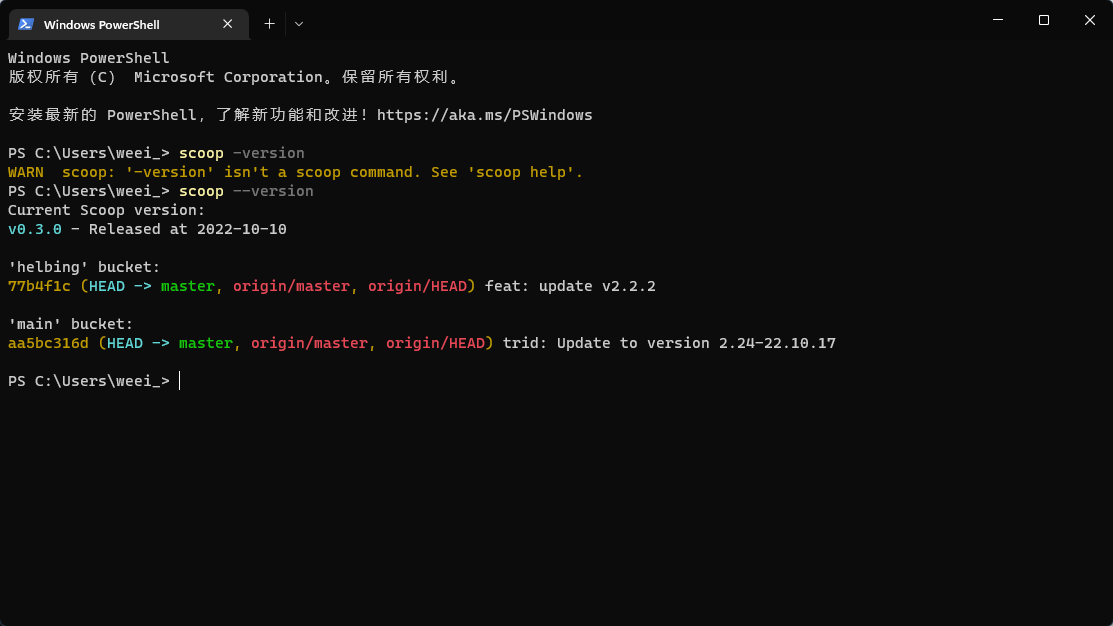 Windows PowerShell
Windows PowerShell
版权所有 (C)  Microsoft Corporation。保留所有权利。
安装最新的 PowerShell，了解新功能和改进！https://aka.ms/PSWindows
PS C:\Users\weei_> scoop -version
WARN  scoop: '-version' isn't a scoop command. See 'scoop help'.
PS C:\Users\weei_> scoop --version
Current Scoop version:
v0.3.0 - Released at 2022-10-10
'helbing' bucket:
77b4f1c (HEAD -> master, origin/master, origin/HEAD) feat: update v2.2.2
'main' bucket:
aa5bc316d (HEAD -> master, origin/master, origin/HEAD) trid: Update to version 2.24-22.10.17
PS C:\Users\weei_>